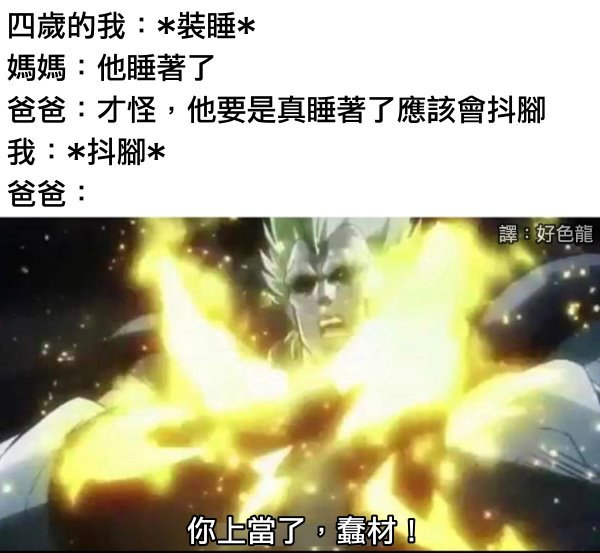 四歲的我：*裝睡*
媽媽：他睡著了
爸爸：才怪，他要是真睡著了應該會抖腳
我：*抖腳*
爸爸：
譯：好色龍
你上當了，蠢材！